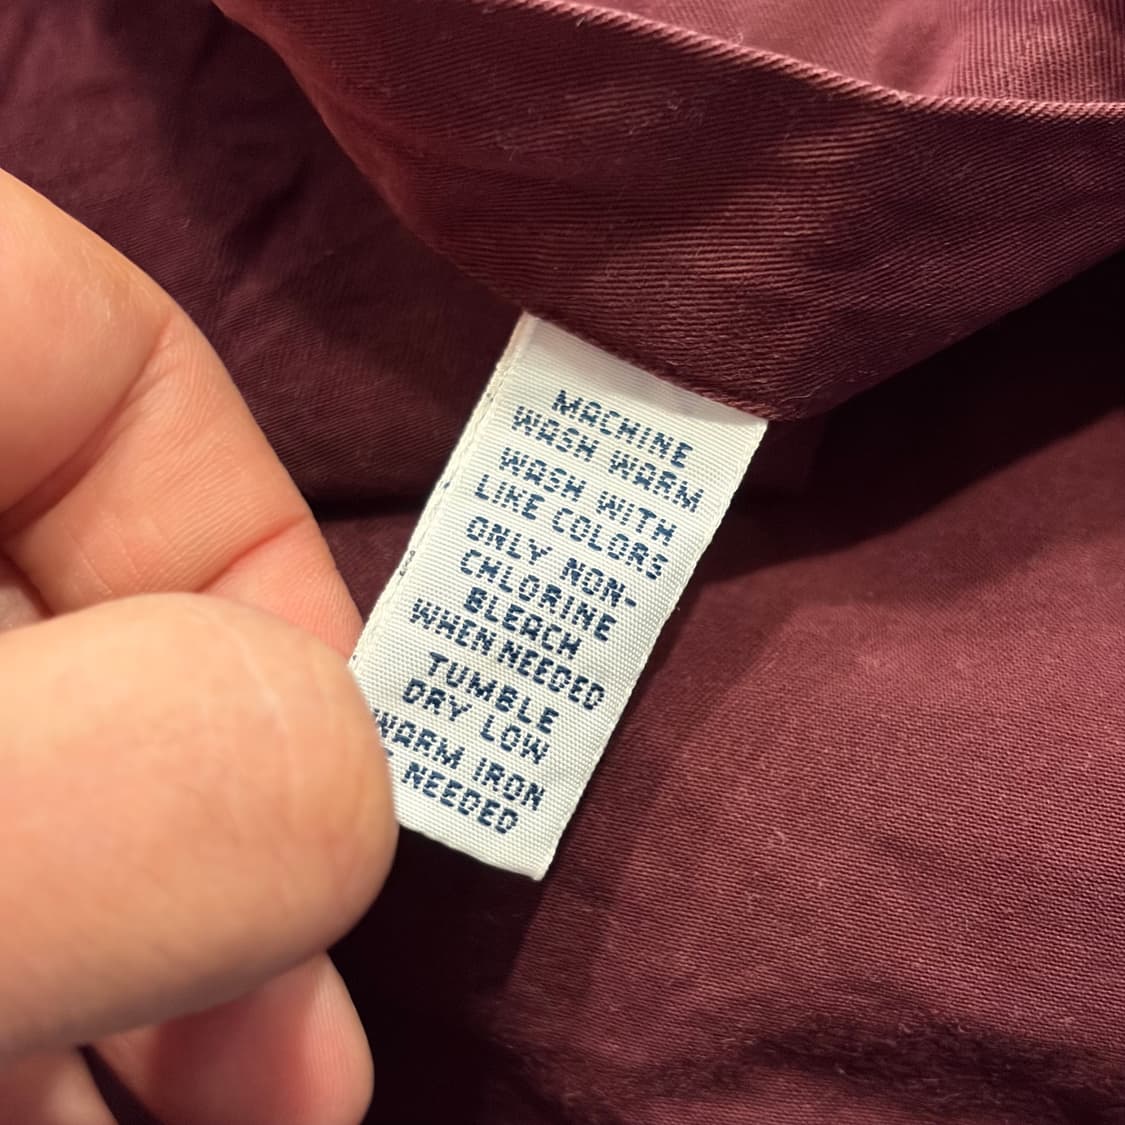 MACHINE
WASH WARM
WASH WITH
LIKE COLORS
ONLY NON-
CHLORINE
BLEACH
WHEN NEEDED
TUMBLE
DRY LOW
WARM IRON
NEEDED